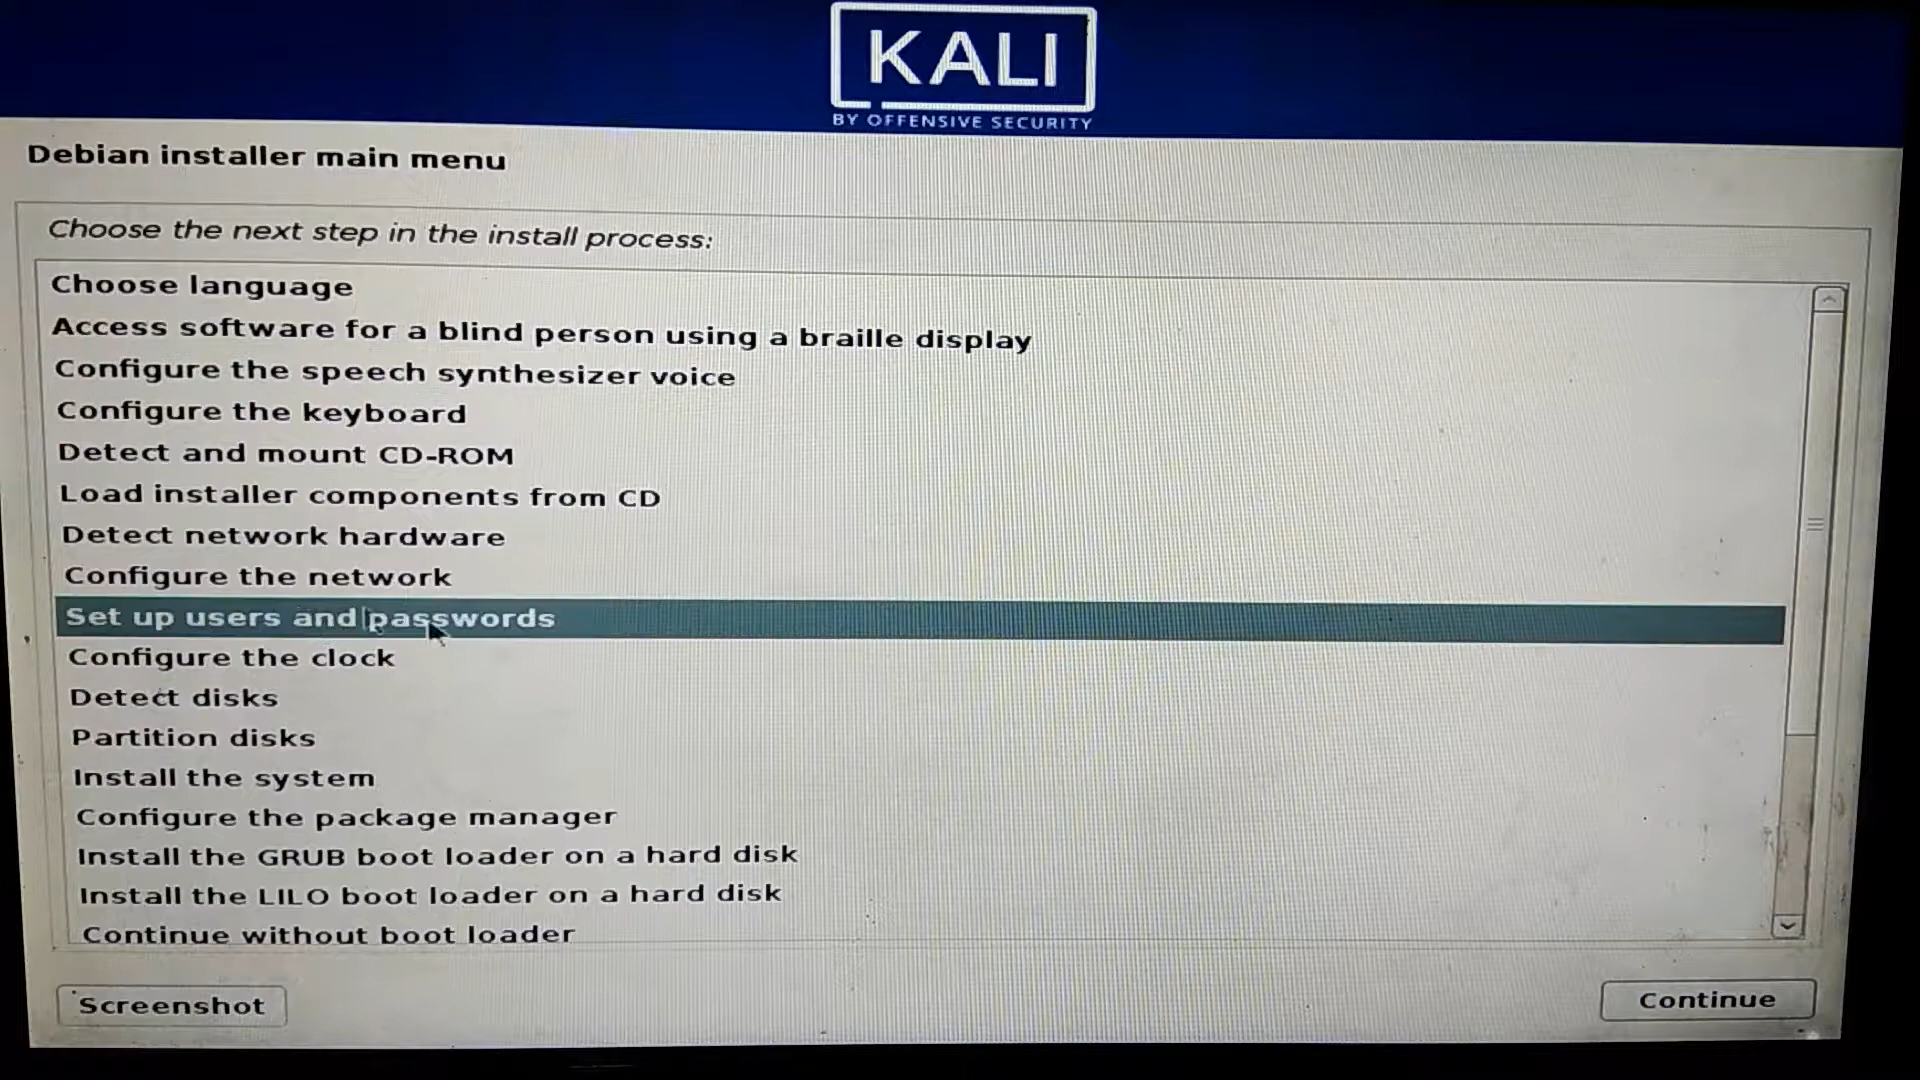 KALI
BY OFFENSIVE SECURITY
Debian installer main menu
Choose the next step in the install process:
Choose language
Access software for a blind person using a braille display
Configure the speech synthesizer voice
Configure the keyboard
Detect and mount CD-ROM
Load installer components from CD
Detect network hardware
Configure the network
Set up users and passwords
Configure the clock
Detect disks
Partition disks
Install the system
Configure the package manager
Install the GRUB boot loader on a hard disk
Install the LILO boot loader on a hard disk
Continue without boot loader
Screenshot
Continue